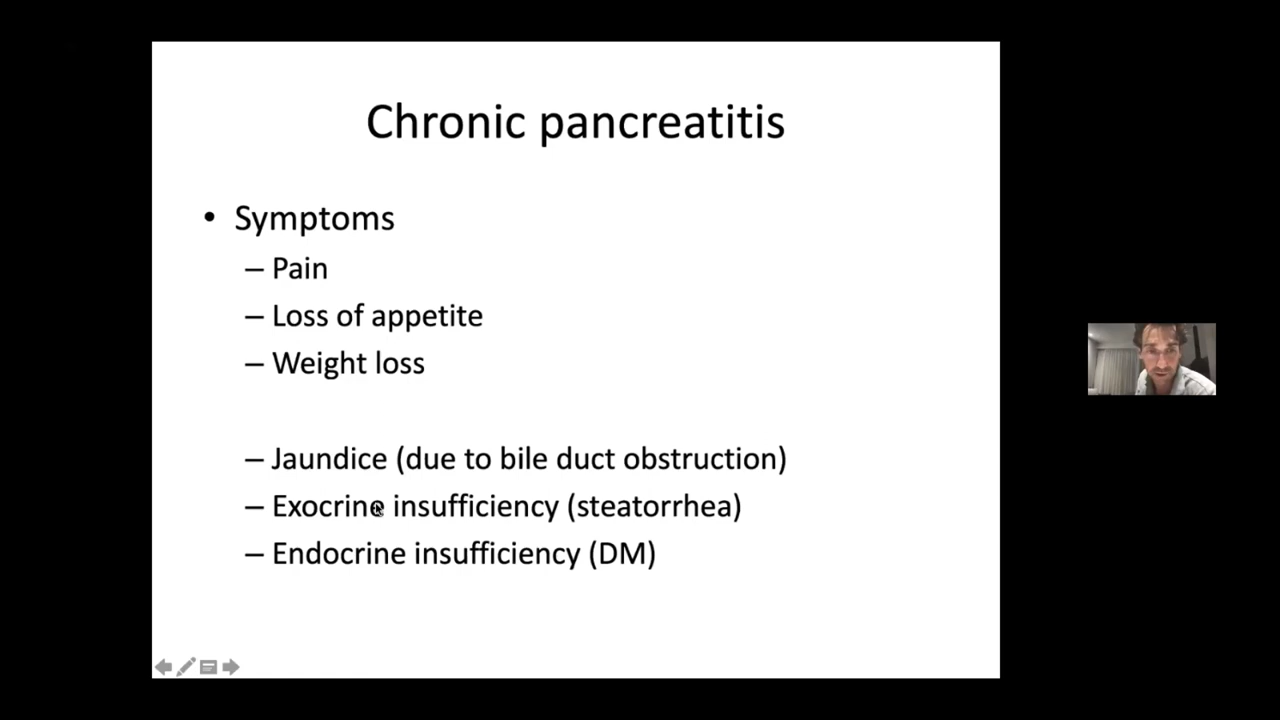 Chronic pancreatitis
• Symptoms
– Pain
– Loss of appetite
– Weight loss
– Jaundice (due to bile duct obstruction)
– Exocrine insufficiency (steatorrhea)
– Endocrine insufficiency (DM)